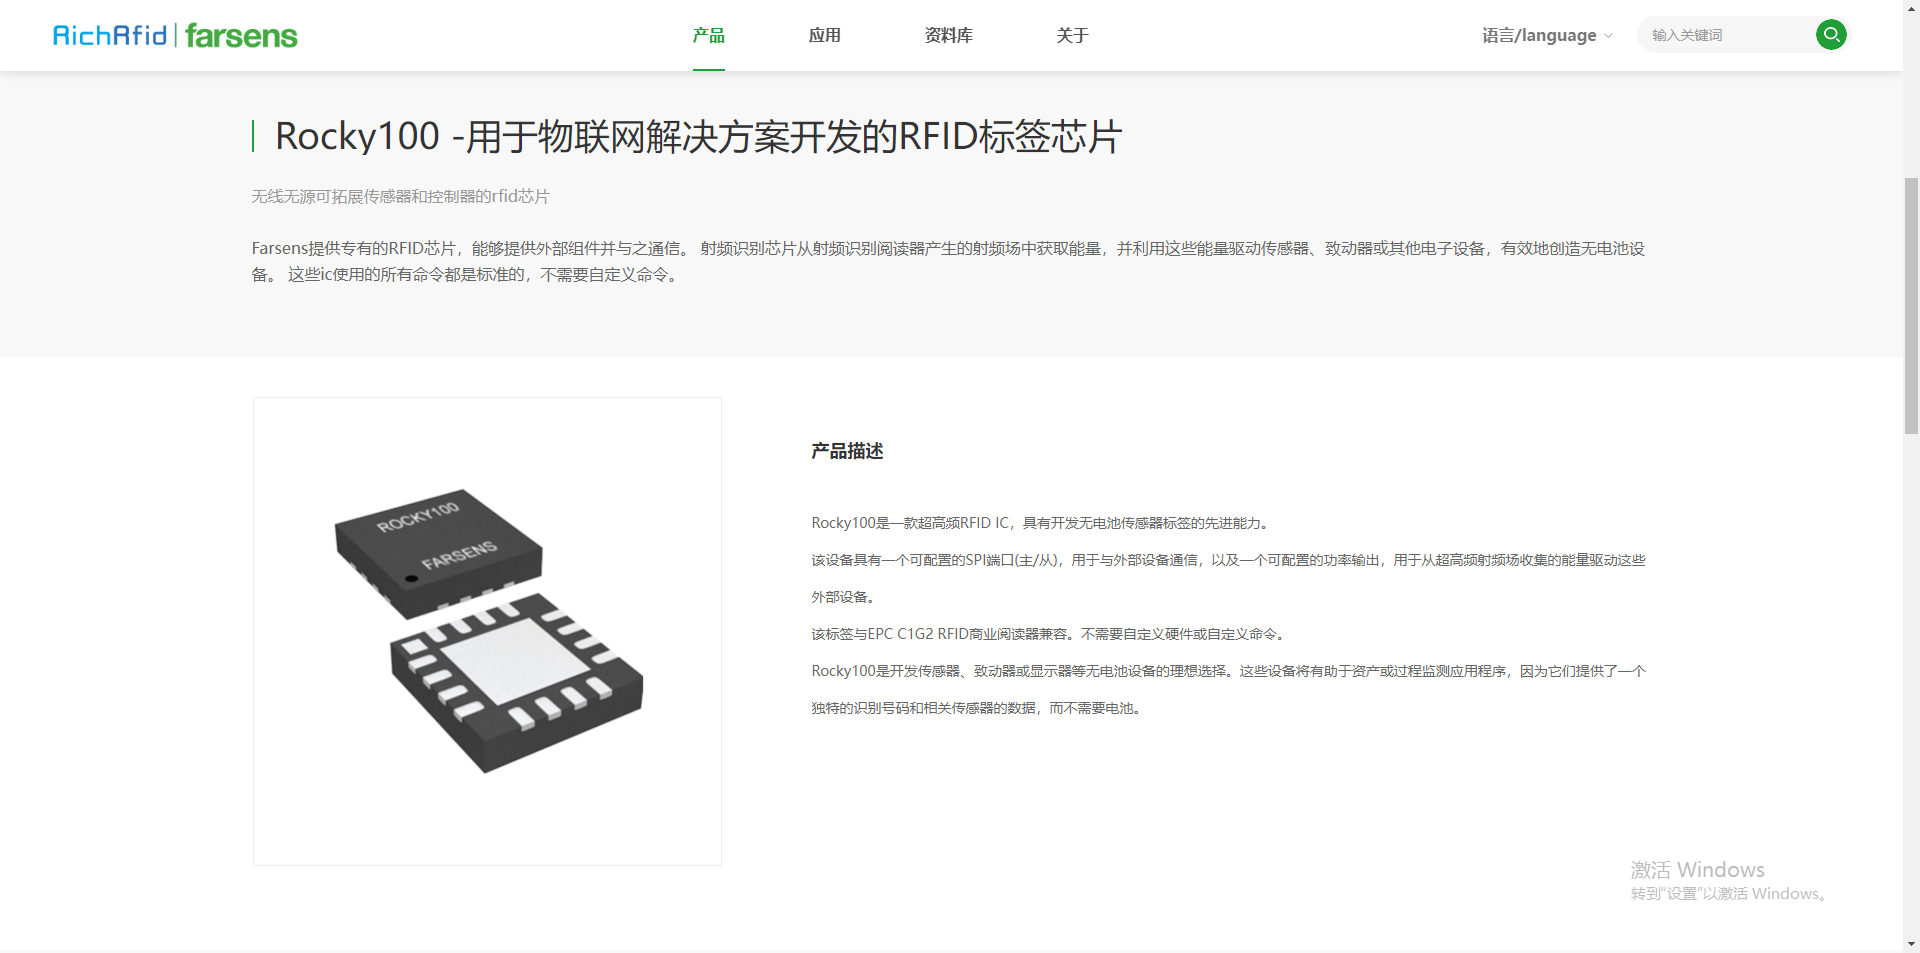 RichRfid | farsens
产品
应用
资料库
关于
语言/language
输入关键词
Rocky100 -用于物联网解决方案开发的RFID标签芯片
无线无源可拓展传感器和控制器的rfid芯片
Farsens提供专有的RFID芯片，能够提供外部组件并与之通信。 射频识别芯片从射频识别阅读器产生的射频场中获取能量，并利用这些能量驱动传感器、致动器或其他电子设备，有效地创造无电池设
备。 这些ic使用的所有命令都是标准的，不需要自定义命令。
ROCKY100
FARSENS
产品描述
Rocky100是一款超高频RFID IC，具有开发无电池传感器标签的先进能力。
该设备具有一个可配置的SPI端口(主/从)，用于与外部设备通信，以及一个可配置的功率输出，用于从超高频射频场收集的能量驱动这些
外部设备。
该标签与EPC C1G2 RFID商业阅读器兼容。不需要自定义硬件或自定义命令。
Rocky100是开发传感器、致动器或显示器等无电池设备的理想选择。这些设备将有助于资产或过程监测应用程序，因为它们提供了一个
独特的识别号码和相关传感器的数据，而不需要电池。
激活 Windows
转到“设置”以激活 Windows。